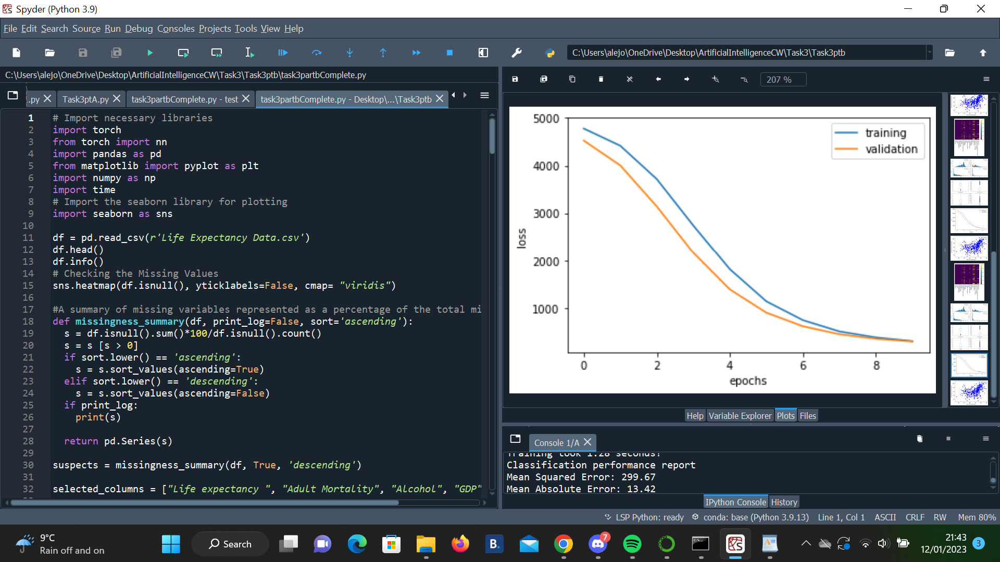 Spyder (Python 3.9)
File Edit Search Source Run Debug Consoles Projects Tools View Help
C:\Users\alejo\OneDrive\Desktop\ArtificialIntelligenceCW\Task3\Task3ptb
C:\Users\alejo\OneDrive\Desktop\ArtificialIntelligenceCW\Task3\Task3ptb\task3partbComplete.py
.py Task3ptA.py task3partbComplete.py - test task3partbComplete.py - Desktop\...\Task3ptb
1 # Import necessary libraries
2 import torch
3 from torch import nn
4 import pandas as pd
5 from matplotlib import pyplot as plt
6 import numpy as np
7 import time
8 # Import the seaborn library for plotting
9 import seaborn as sns
10
11 df = pd.read_csv(r'Life Expectancy Data.csv')
12 df.head()
13 df.info()
14 # Checking the Missing Values
15 sns.heatmap(df.isnull(), yticklabels=False, cmap= "viridis")
16
17 #A summary of missing variables represented as a percentage of the total mi
18 def missingness_summary(df, print_log=False, sort='ascending'):
19 s = df.isnull().sum()*100/df.isnull().count()
20 s = s [s > 0]
21 if sort.lower() == 'ascending':
22 s = s.sort_values(ascending=True)
23 elif sort.lower() == 'descending':
24 s = s.sort_values(ascending=False)
25 if print_log:
26 print(s)
27
28 return pd.Series(s)
29
30 suspects = missingness_summary(df, True, 'descending')
31
32 selected_columns = ["Life expectancy ", "Adult Mortality", "Alcohol", "GDP"
207 %
5000
4000
3000
2000
1000
loss
training
validation
0 2 4 6 8
epochs
Help Variable Explorer Plots Files
Console 1/A
Training took 1.28 seconds!
Classification performance report
Mean Squared Error: 299.67
Mean Absolute Error: 13.42
IPython Console History
LSP Python: ready conda: base (Python 3.9.13) Line 1, Col 1 ASCII CRLF RW Mem 80%
9°C
Rain off and on
Search
B.
7
21:43
12/01/2023
3